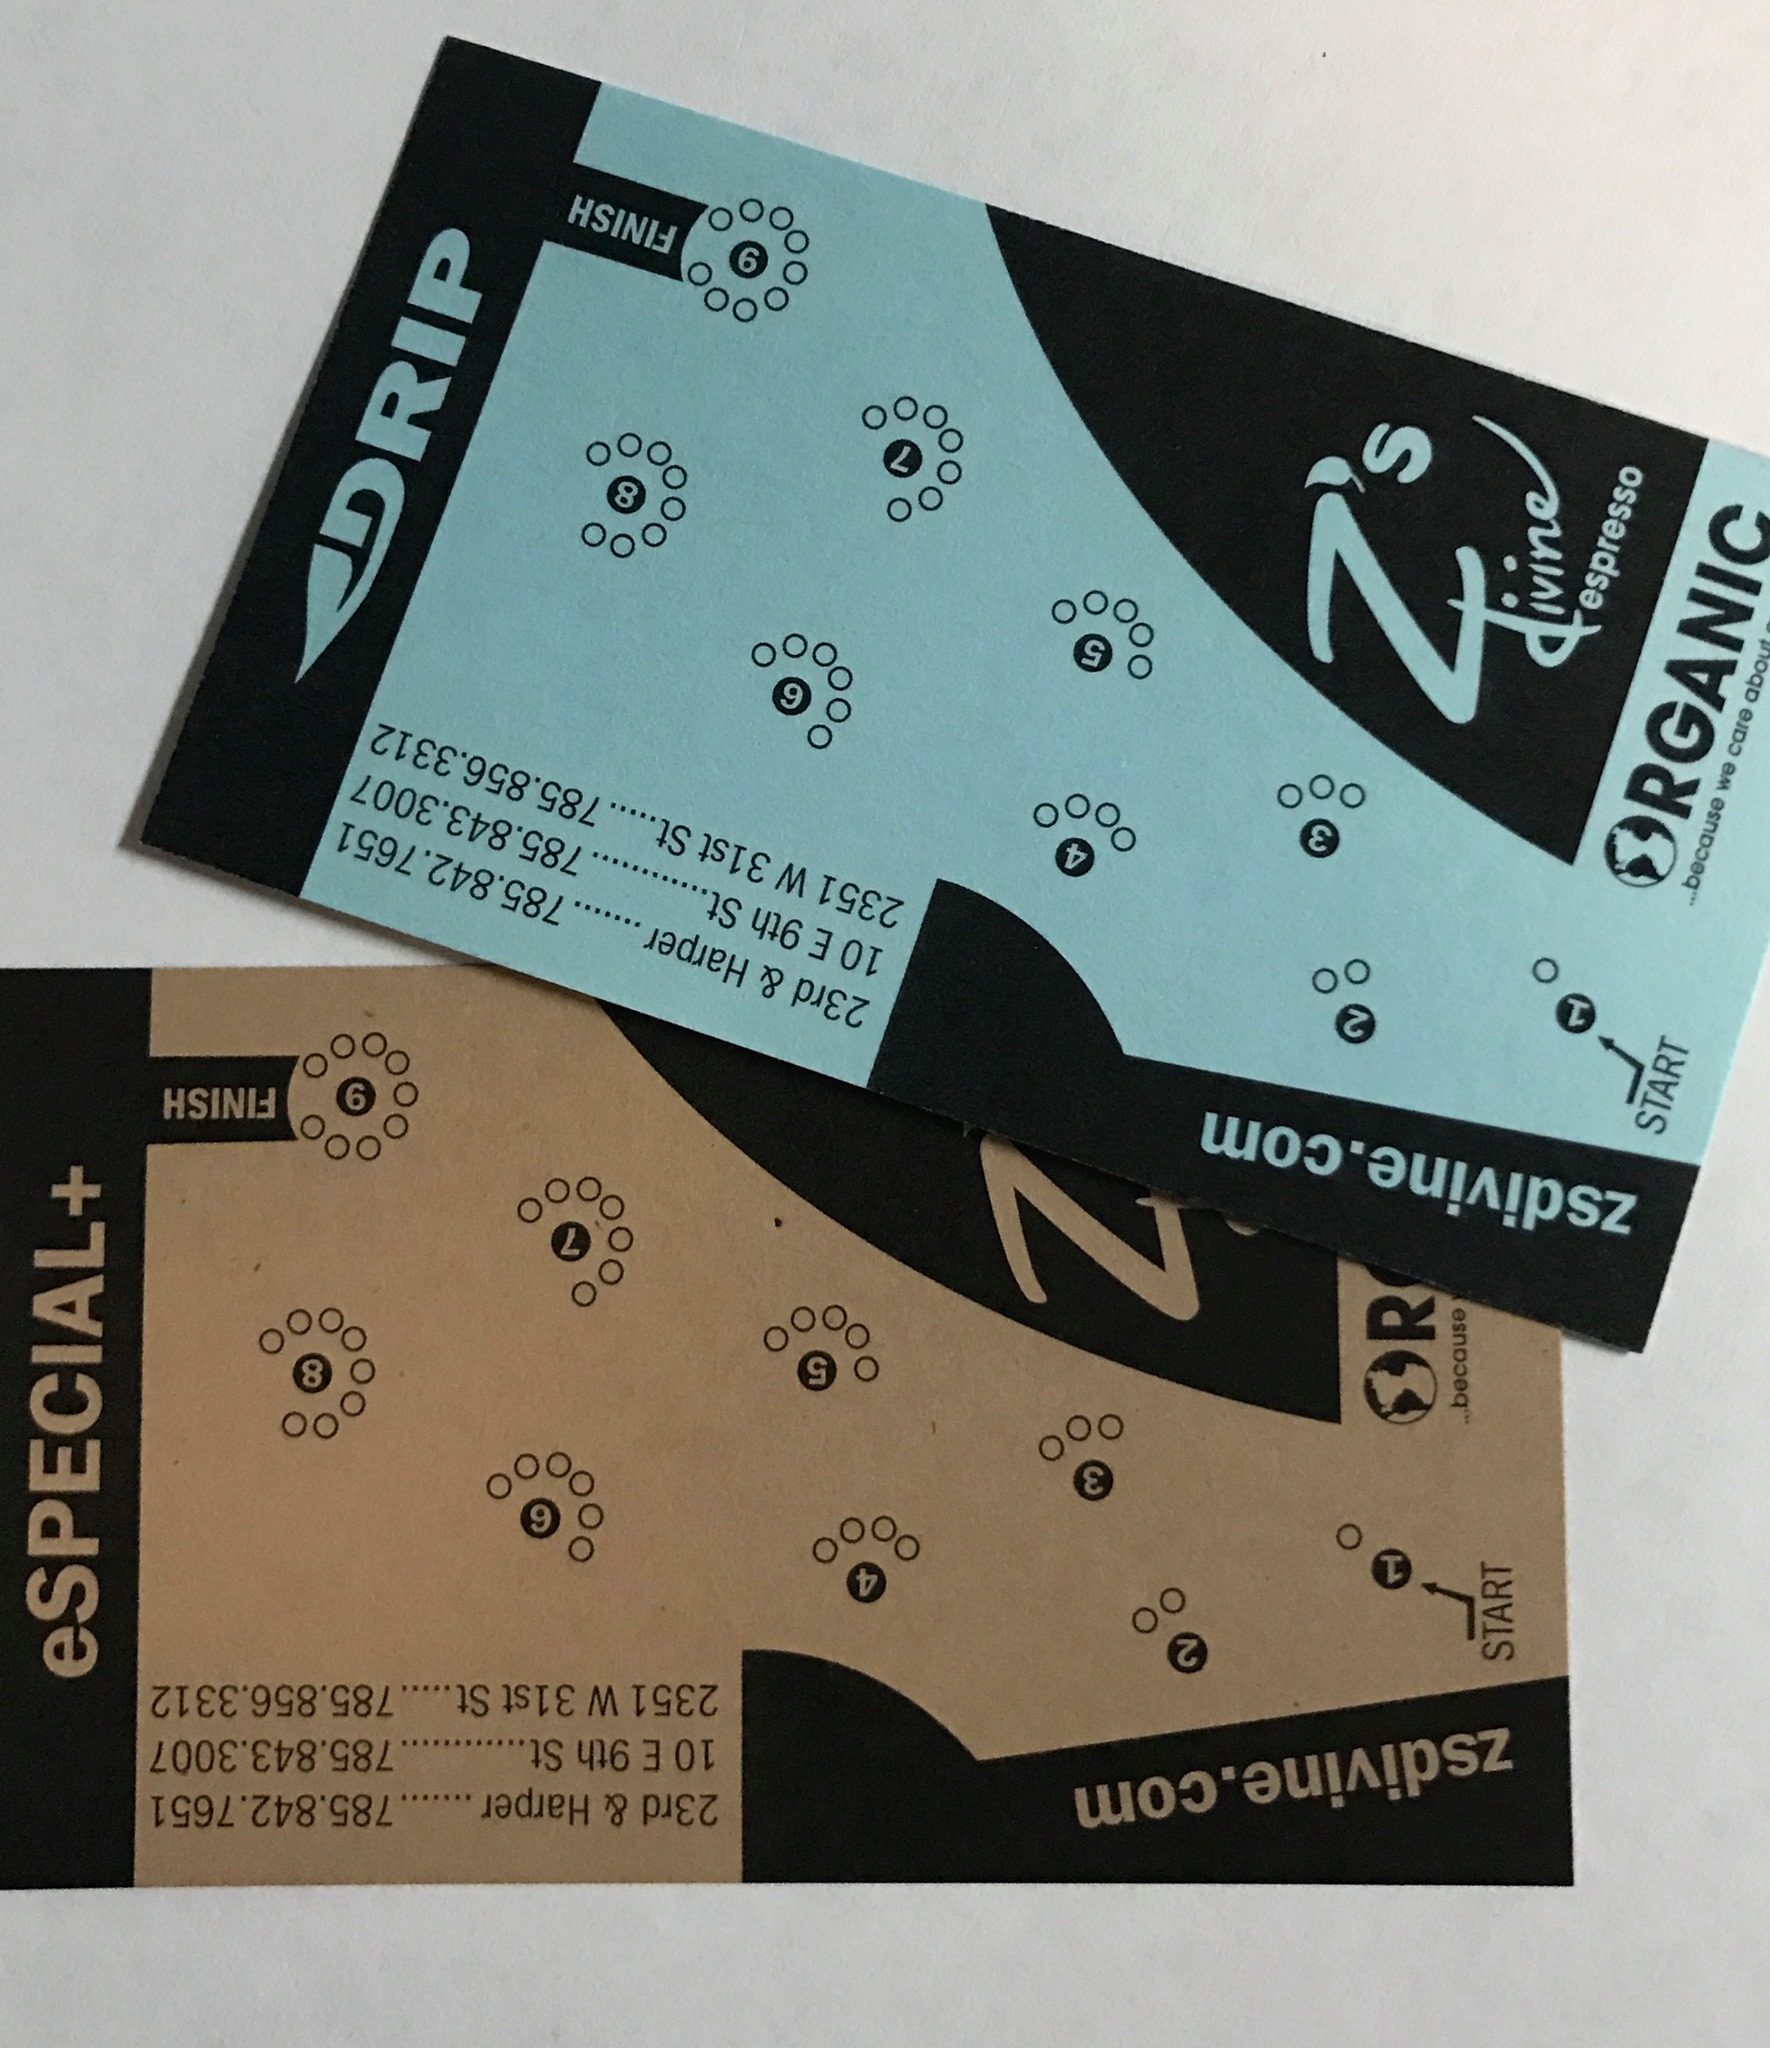 DRIP
FINISH
9
8
7
6
5
4
3
2
1
START
Z's
divine
espresso
ORGANIC
...because we care about
23rd & Harper.......785.842.7651
10 E 9th St.............785.843.3007
2351 W 31st St.....785.856.3312
zsdivine.com
eSPECIAL+
FINISH
9
8
7
6
5
4
3
2
1
START
Z
ORG
...because
23rd & Harper.......785.842.7651
10 E 9th St.............785.843.3007
2351 W 31st St.....785.856.3312
zsdivine.com